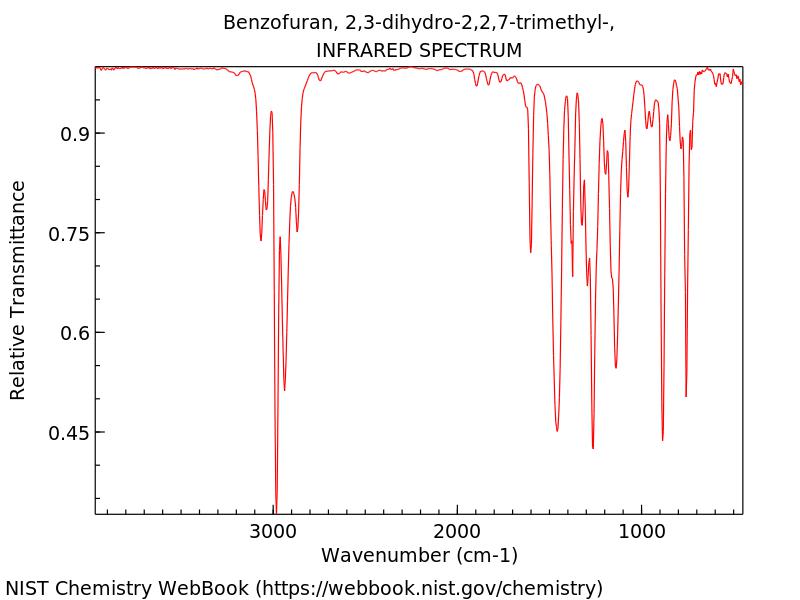 Benzofuran, 2,3-dihydro-2,2,7-trimethyl-,
INFRARED SPECTRUM
0.9
0.75
0.6
0.45
Relative Transmittance
3000 2000 1000
Wavenumber (cm-1)
NIST Chemistry WebBook (https://webbook.nist.gov/chemistry)